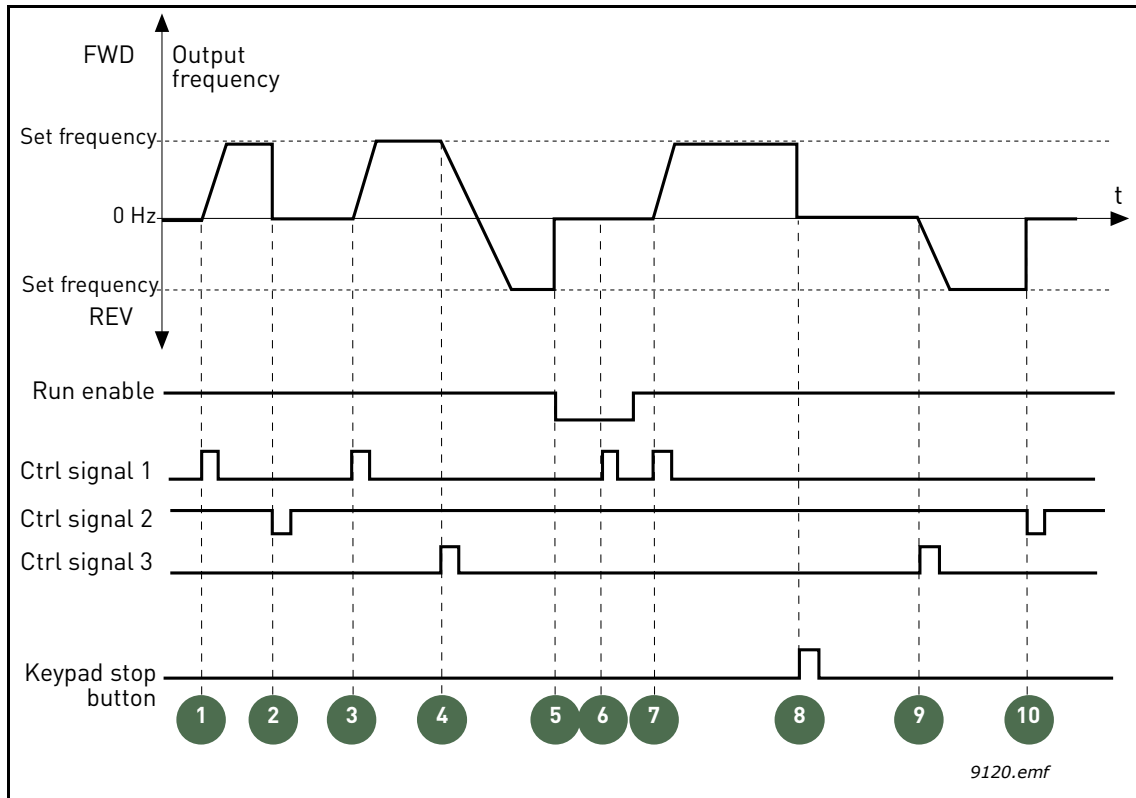 FWD
Output
frequency
Set frequency
0 Hz
t
Set frequency
REV
Run enable
Ctrl signal 1
Ctrl signal 2
Ctrl signal 3
Keypad stop
button
1
2
3
4
5
6
7
8
9
10
9120.emf